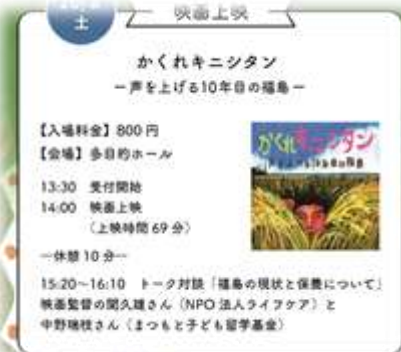 土
映画上映
かくれキニシタン
ー声を上げる10年目の福島ー
【入場料金】800円
【会場】多目的ホール
かくれキニシタン
13:30 受付開始
14:00 映画上映
(上映時間 69分)
―休憩 10分―
15:20〜16:10 トーク対談「福島の現状と保養について」
映画監督の関久雄さん(NPO法人ライフケア)と
中野瑞枝さん(まつもと子ども留学基金)